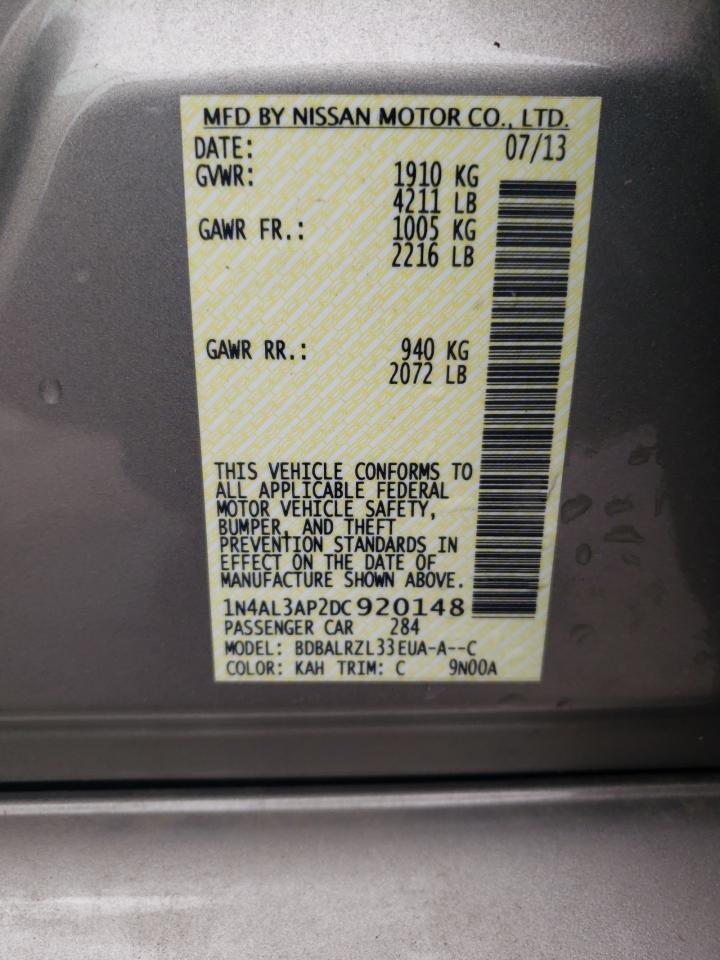 MFD BY NISSAN MOTOR CO., LTD.
DATE: 07/13
GVWR: 1910 KG
4211 LB
GAWR FR.: 1005 KG
2216 LB
GAWR RR.: 940 KG
2072 LB
THIS VEHICLE CONFORMS TO
ALL APPLICABLE FEDERAL
MOTOR VEHICLE SAFETY,
BUMPER, AND THEFT
PREVENTION STANDARDS IN
EFFECT ON THE DATE OF
MANUFACTURE SHOWN ABOVE.
1N4AL3AP2DC920148
PASSENGER CAR 284
MODEL: BDBALRZL33EUA-A--C
COLOR: KAH TRIM: C 9N00A